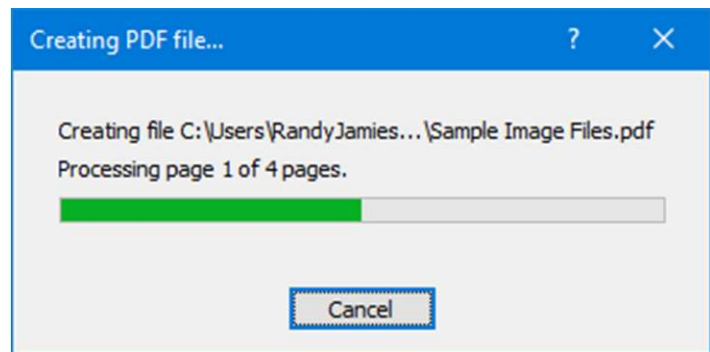 Creating PDF file...
?
Creating file C:\Users\RandyJamies...\Sample Image Files.pdf
Processing page 1 of 4 pages.
Cancel